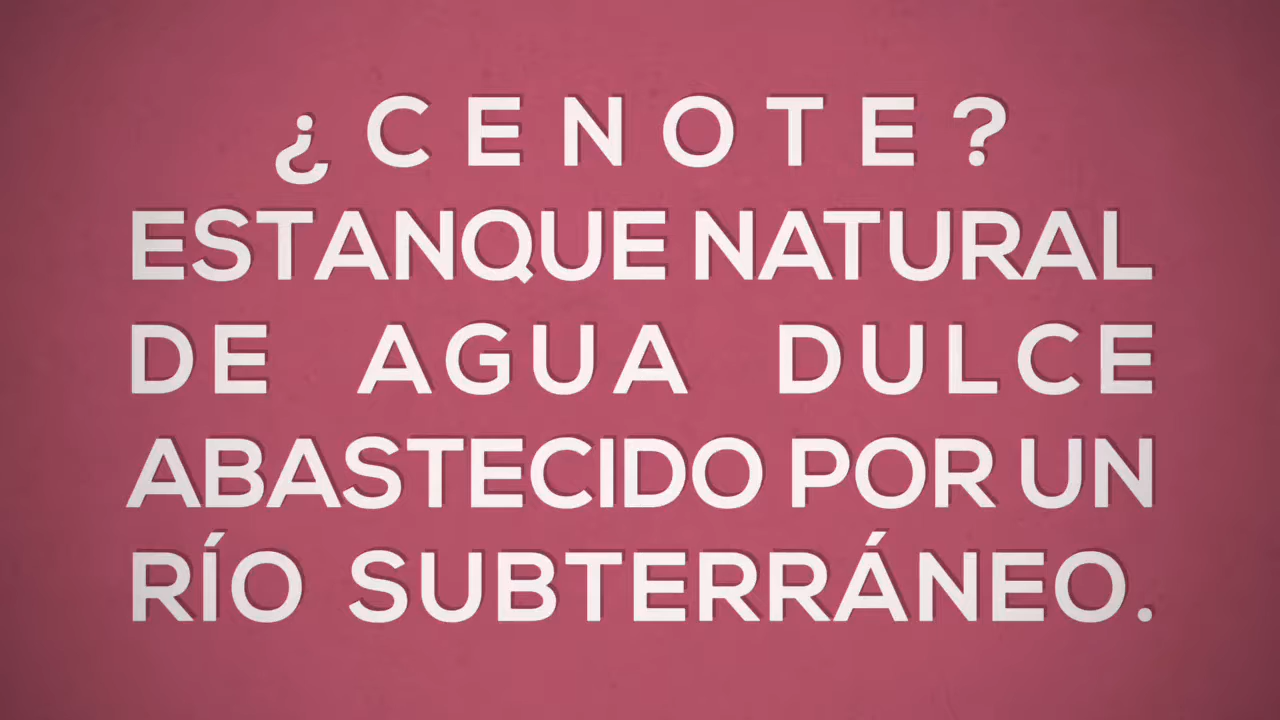 ¿CENOTE?
ESTANQUE NATURAL
DE AGUA DULCE
ABASTECIDO POR UN
RÍO SUBTERRÁNEO.